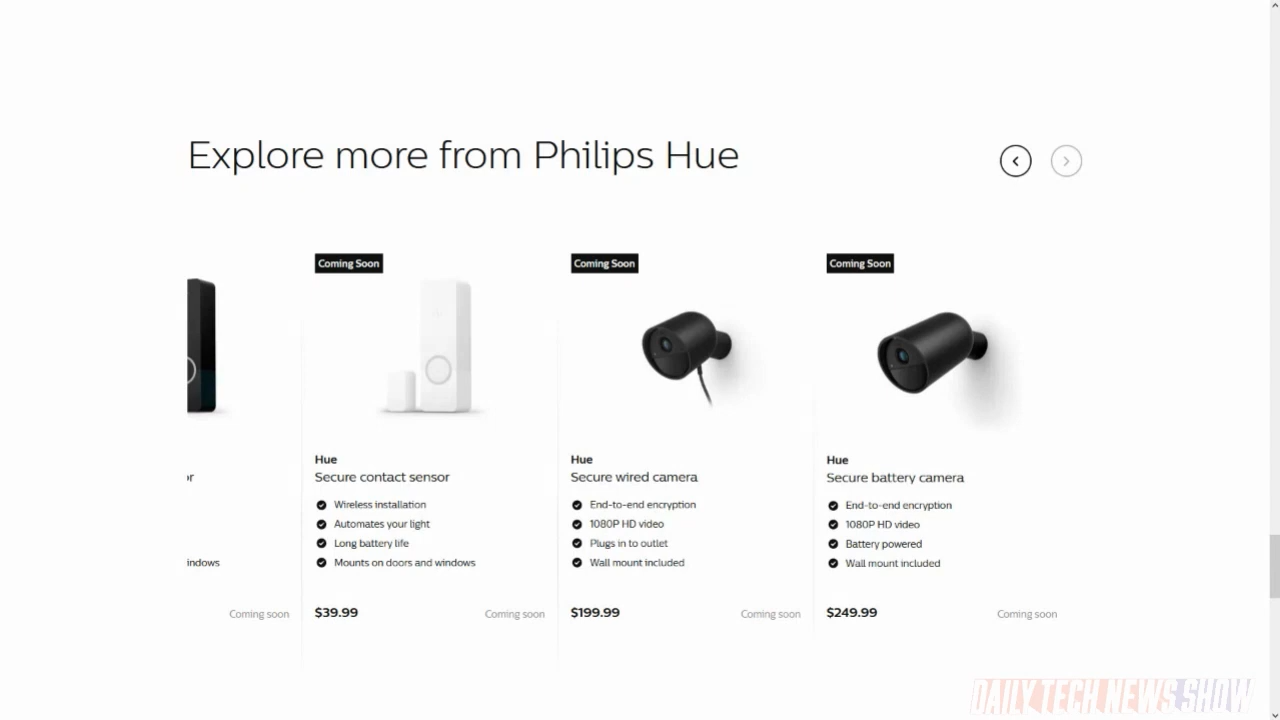 Explore more from Philips Hue
or
indows
Coming soon
Coming Soon
Hue
Secure contact sensor
Wireless installation
Automates your light
Long battery life
Mounts on doors and windows
$39.99
Coming soon
Coming Soon
Hue
Secure wired camera
End-to-end encryption
1080P HD video
Plugs in to outlet
Wall mount included
$199.99
Coming soon
Coming Soon
Hue
Secure battery camera
End-to-end encryption
1080P HD video
Battery powered
Wall mount included
$249.99
Coming soon
DAILY TECH NEWS SHOW